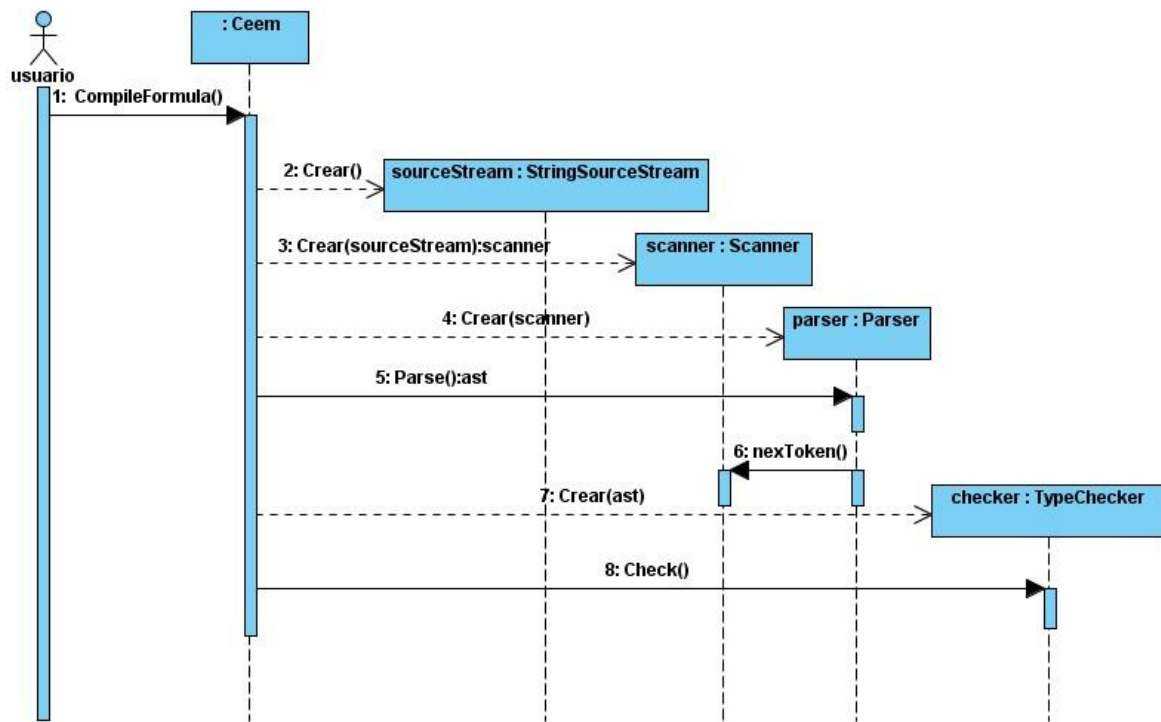 : Ceem
usuario
1: CompileFormula()
2: Crear()
sourceStream : StringSourceStream
3: Crear(sourceStream):scanner
scanner : Scanner
4: Crear(scanner)
parser : Parser
5: Parse():ast
6: nexToken()
7: Crear(ast)
checker : TypeChecker
8: Check()